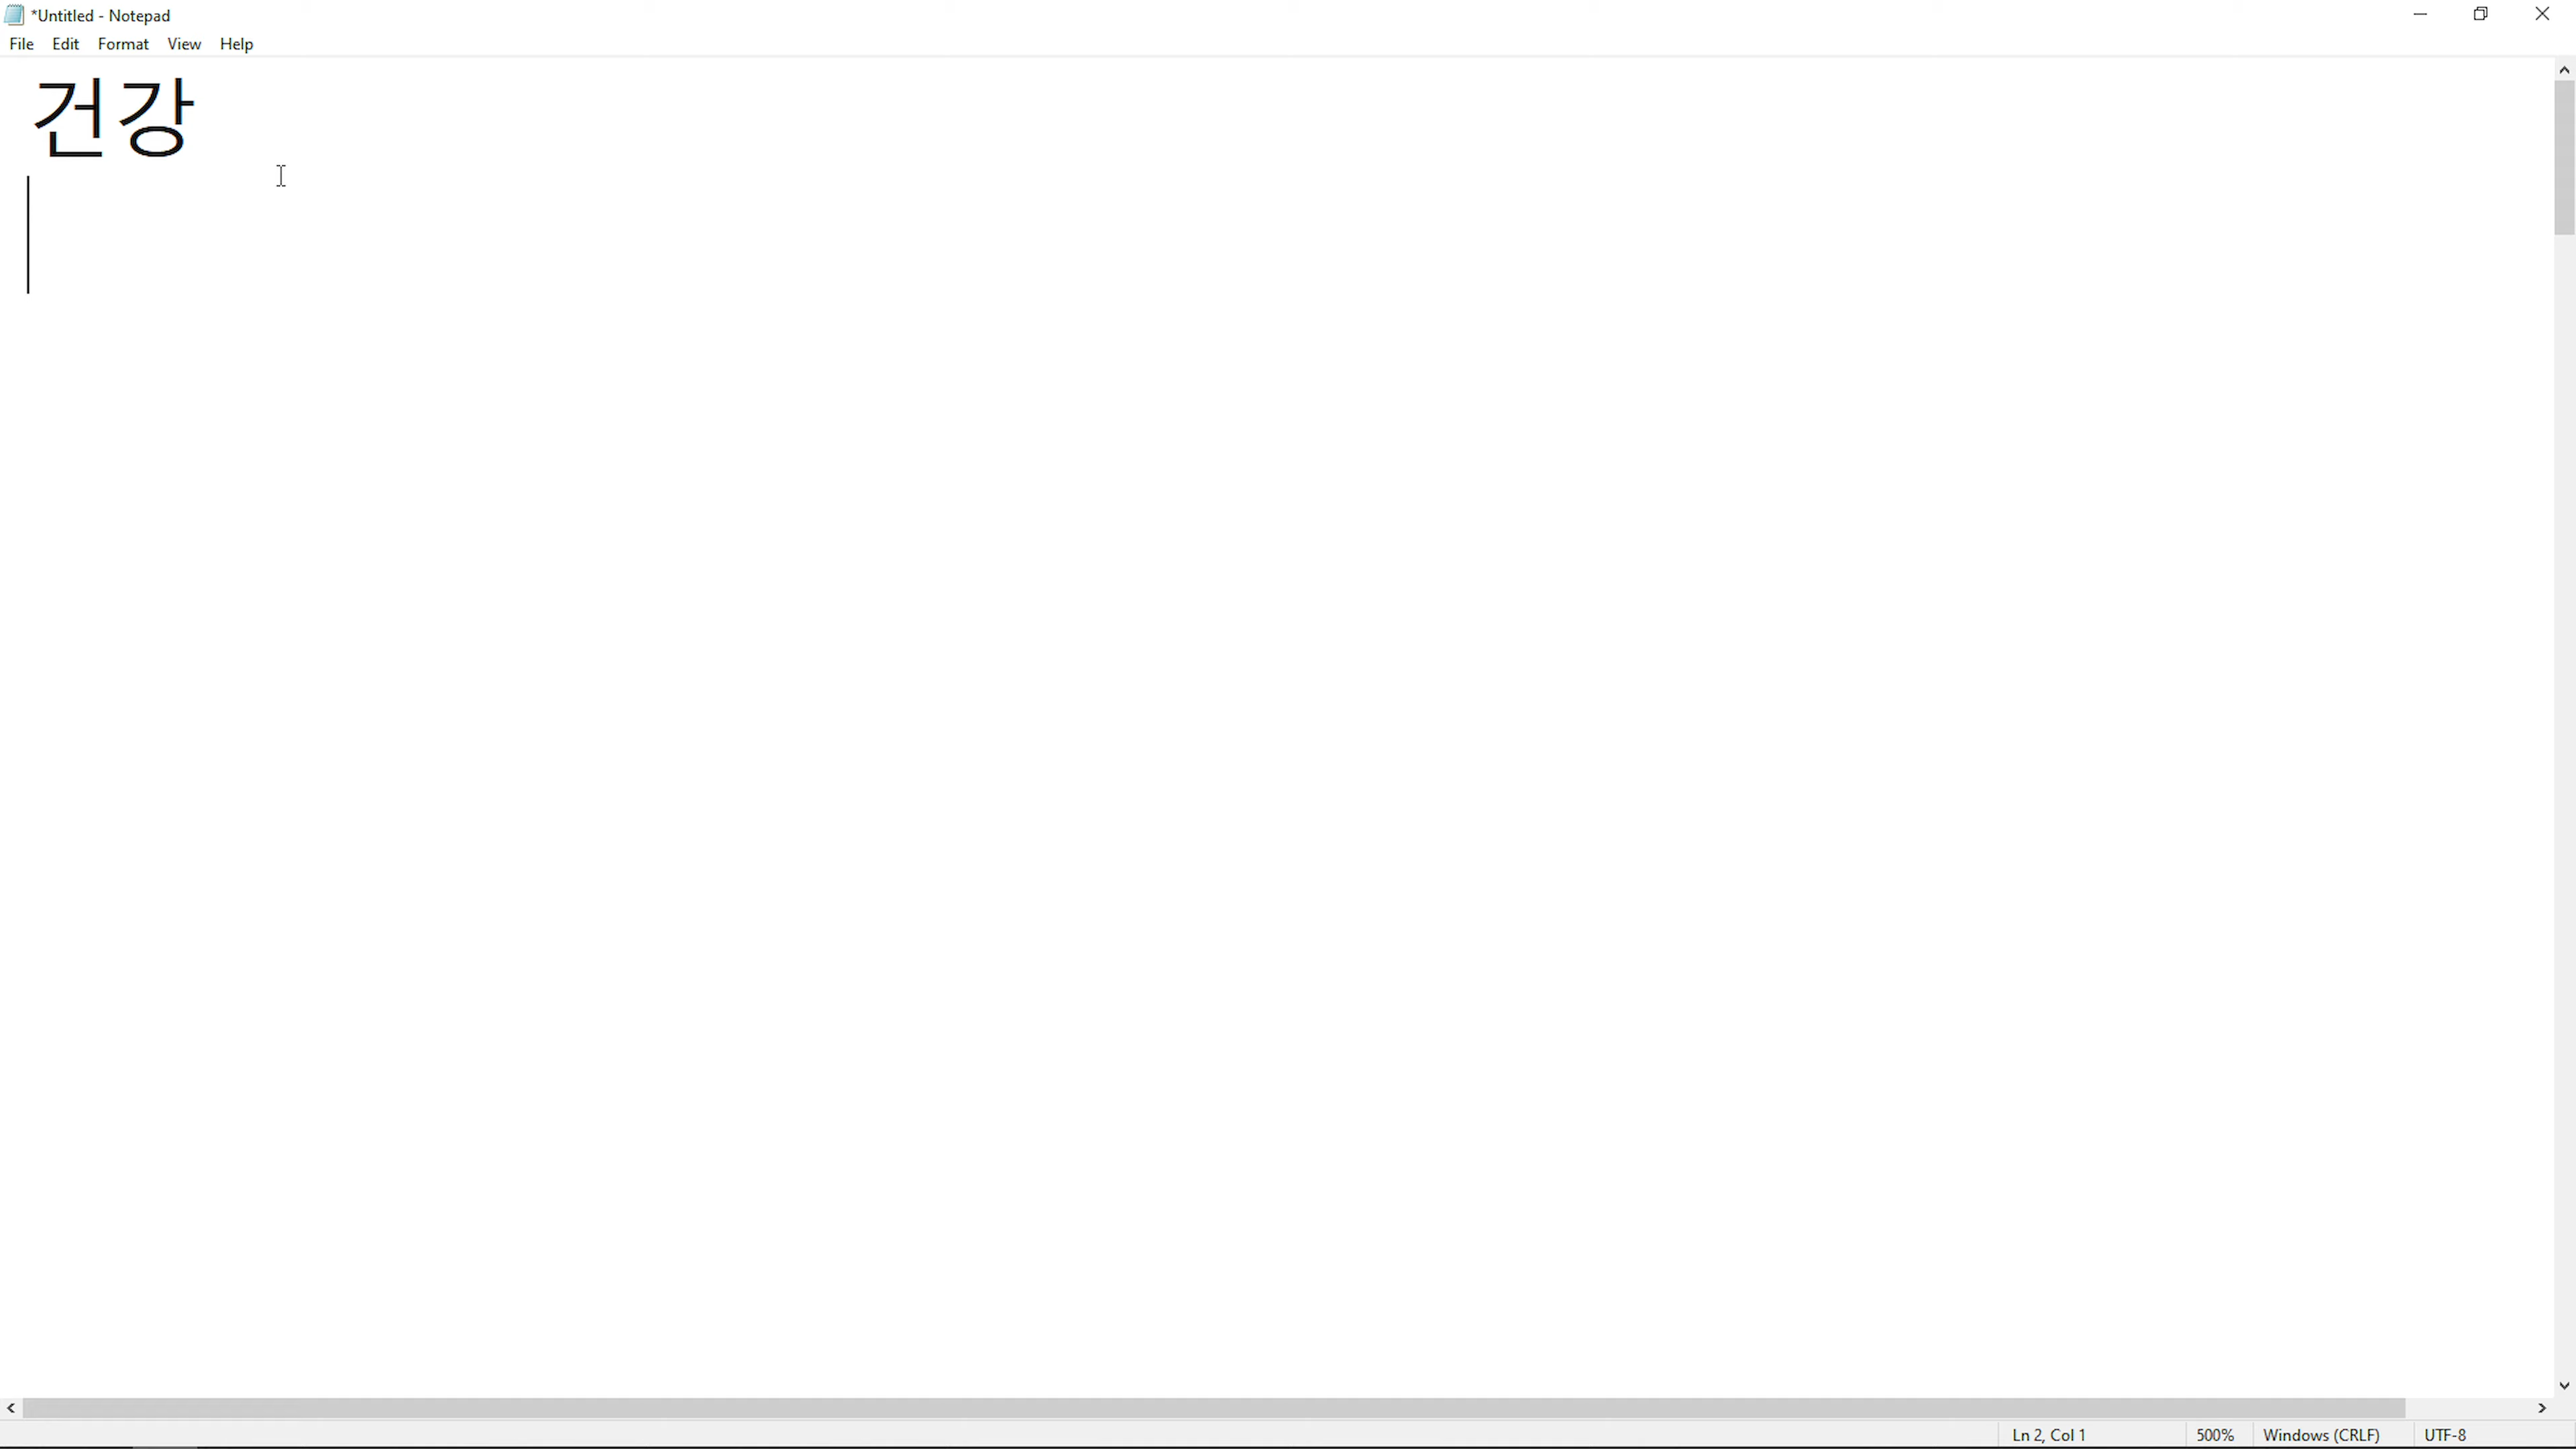 *Untitled - Notepad
File Edit Format View Help
건강
Ln 2, Col 1 500% Windows (CRLF) UTF-8